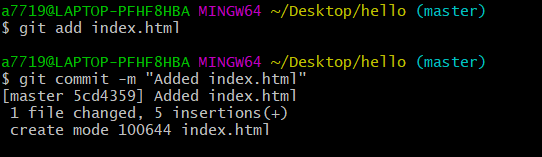 a7719@LAPTOP-PFHF8HBA MINGW64 ~/Desktop/hello (master)
$ git add index.html
a7719@LAPTOP-PFHF8HBA MINGW64 ~/Desktop/hello (master)
$ git commit -m "Added index.html"
[master 5cd4359] Added index.html
 1 file changed, 5 insertions(+)
 create mode 100644 index.html